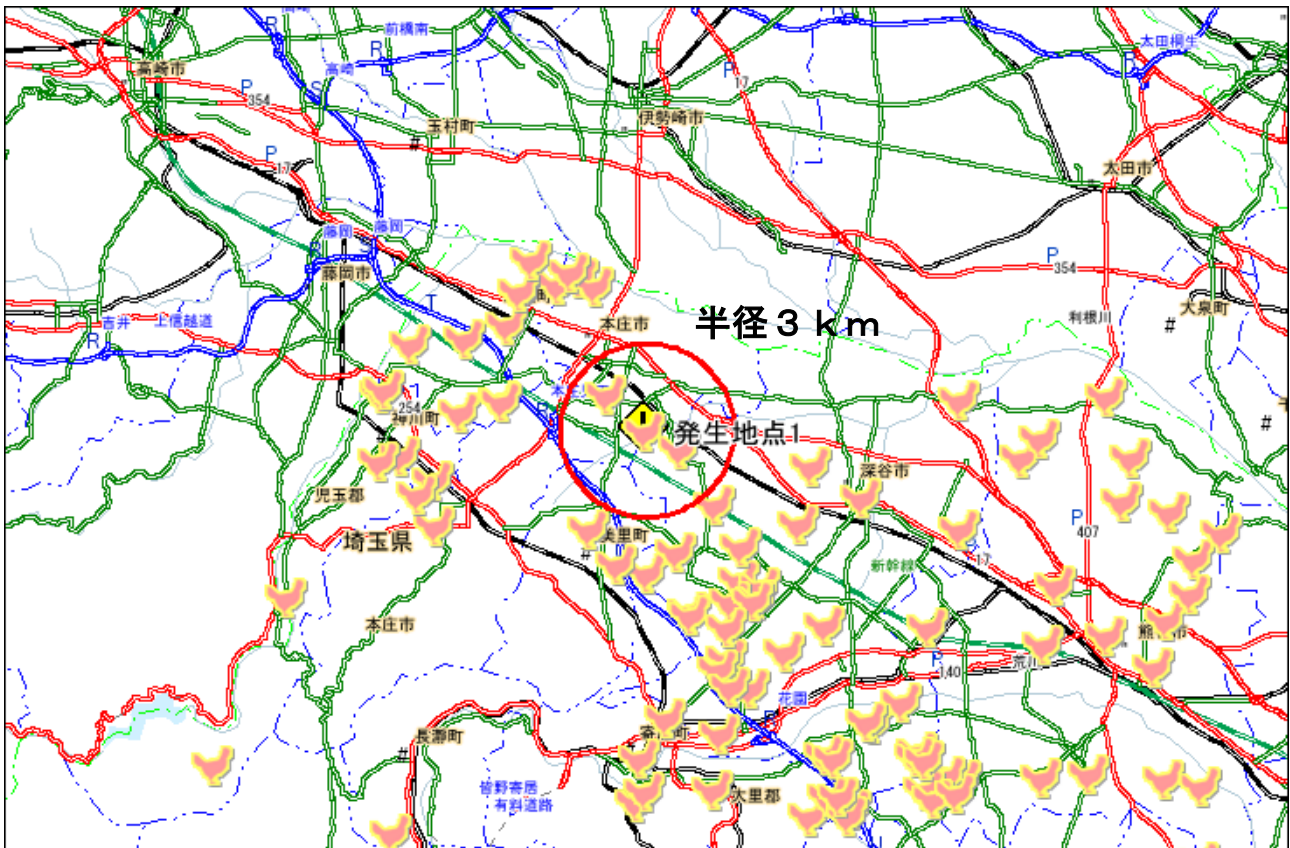 前橋南
R
R
太田桐生
高崎市
高崎
R
P
17
R
P
354
S
伊勢崎市
玉村町
#
P
17
太田市
藤岡
藤岡
R
S
P
354
藤岡市
大泉町
利根川
#
吉井
上信越道
T
本庄市
半径３ｋｍ
R
254
神川町
P
#
発生地点1
深谷市
児玉郡
P
407
埼玉県
美里町
#
17
新幹線
本庄市
P
荒川
140
花園
長瀞町
#
皆野寄居
有料道路
大里郡